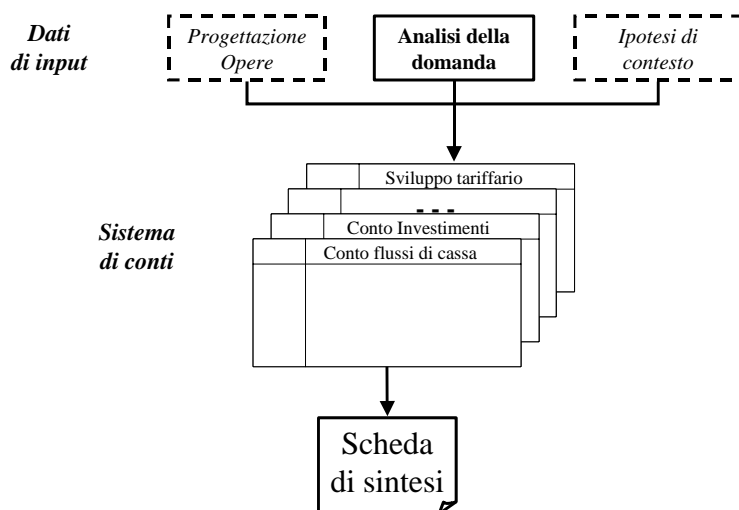 Dati
di input
Progettazione
Opere
Analisi della
domanda
Ipotesi di
contesto
Sistema
di conti
Sviluppo tariffario
- - -
Conto Investimenti
Conto flussi di cassa
Scheda
di sintesi